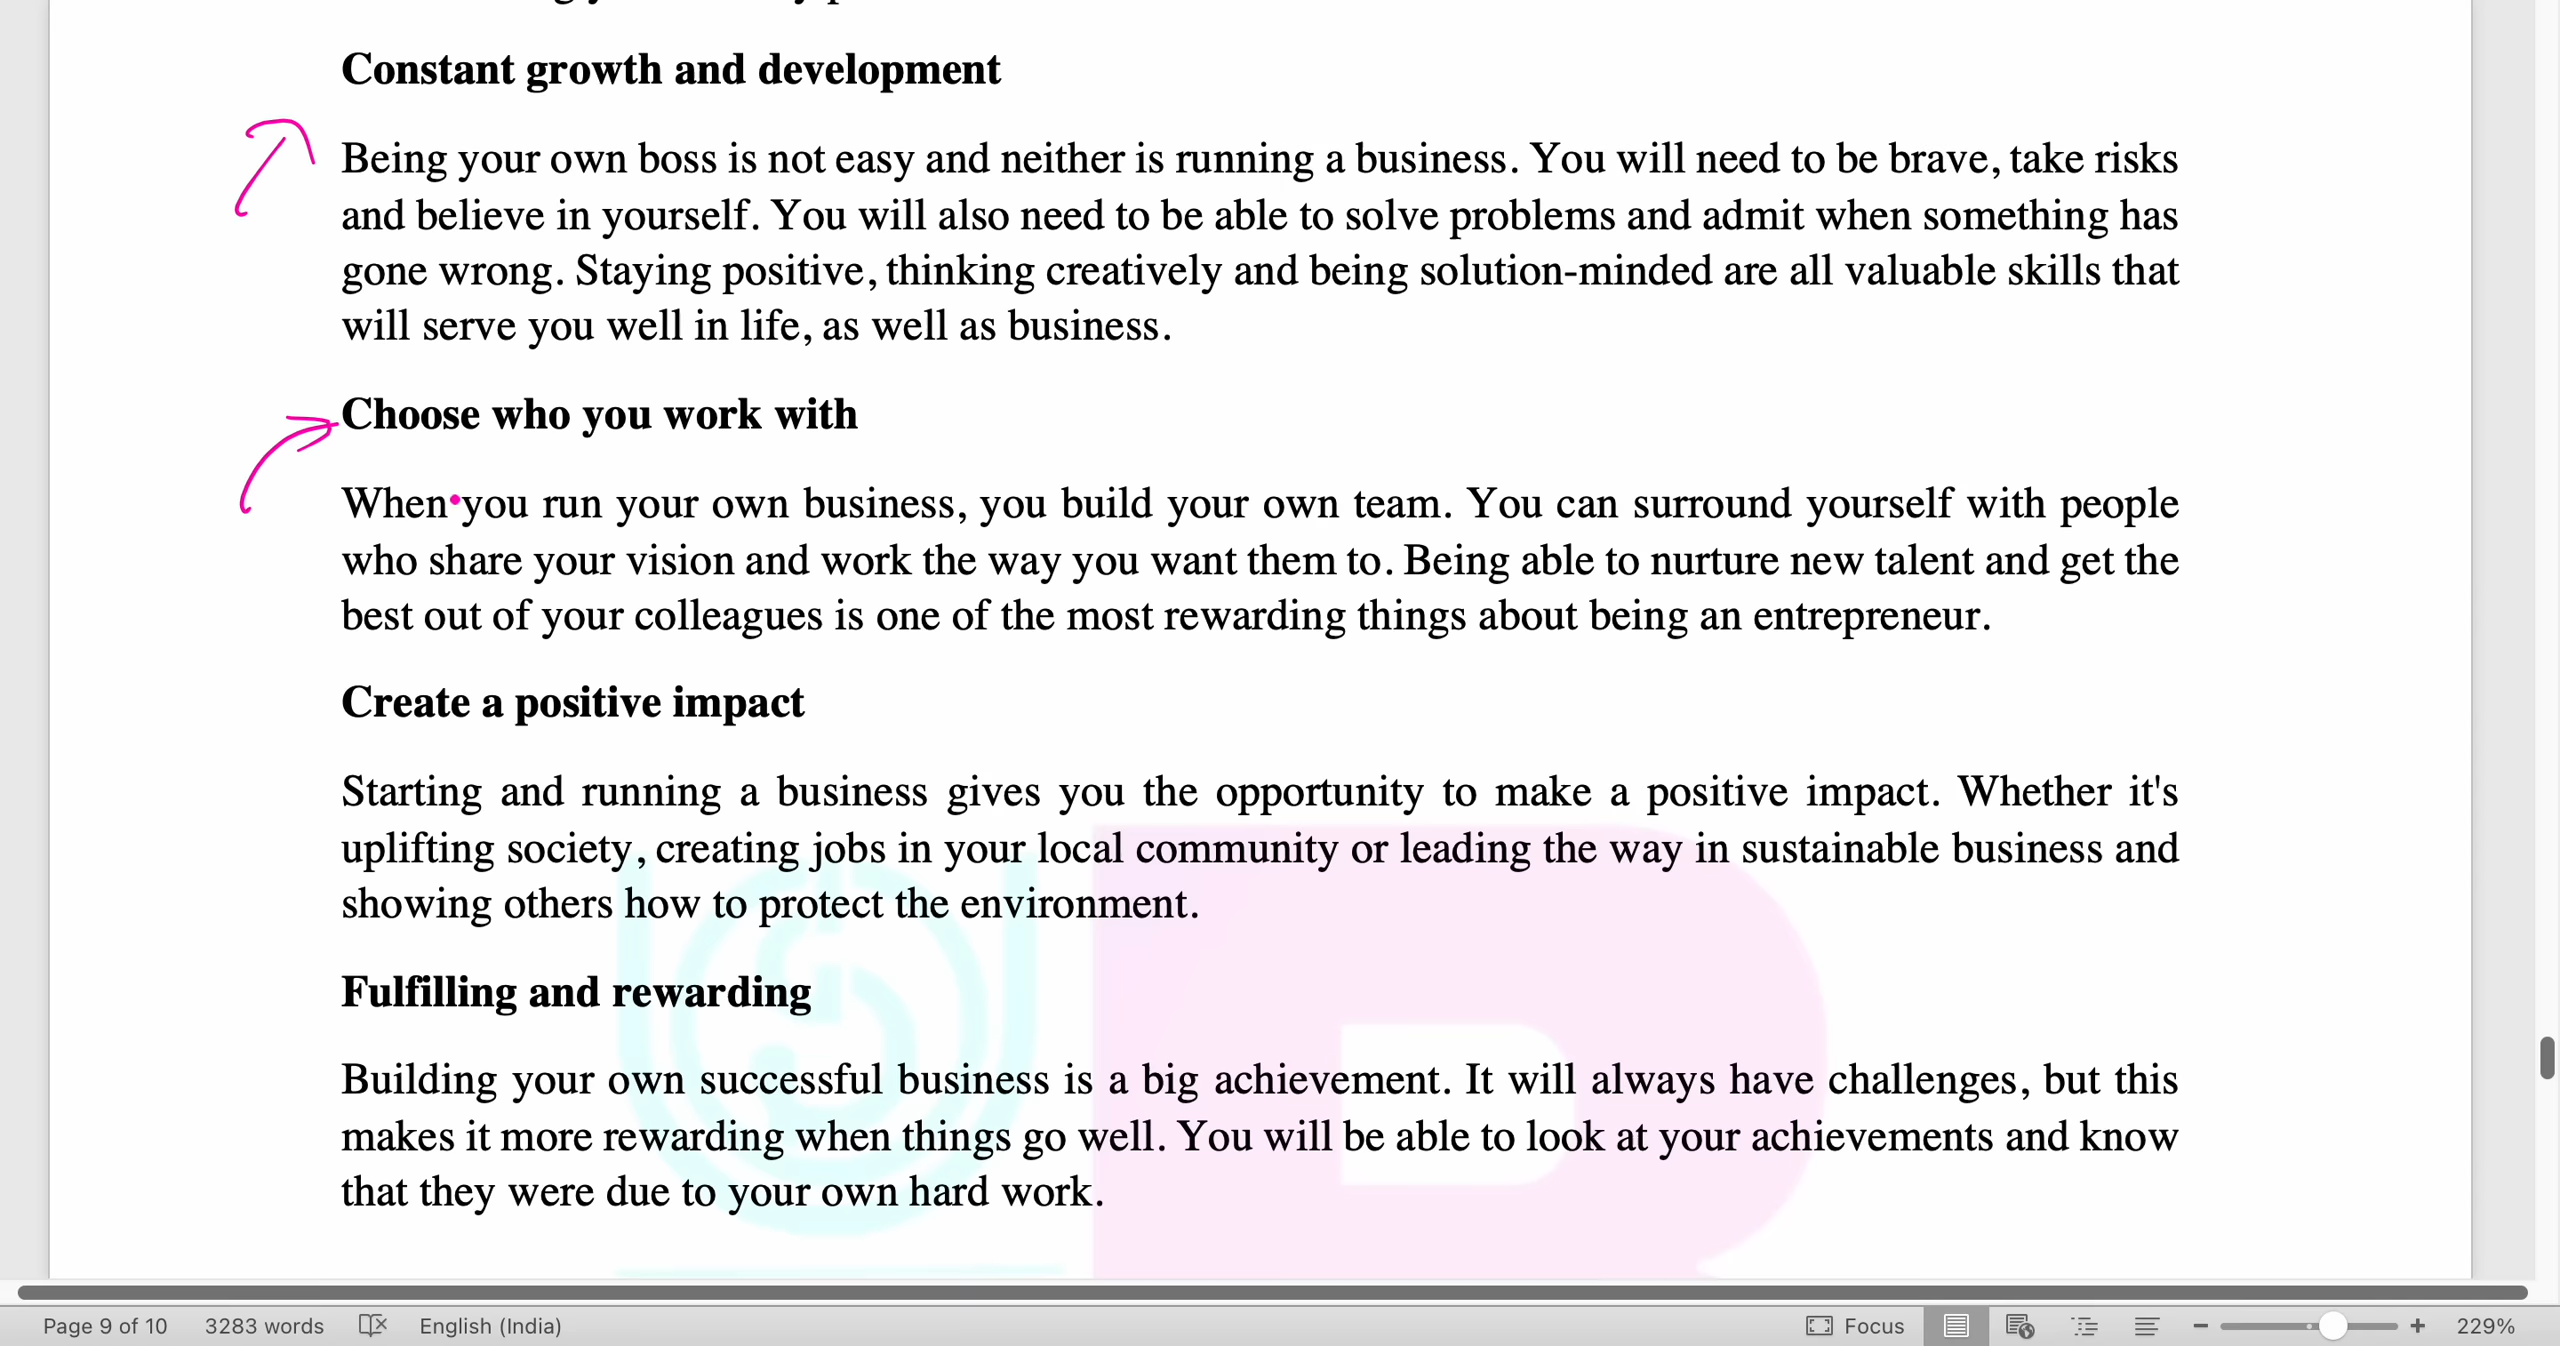 Constant growth and development
Being your own boss is not easy and neither is running a business. You will need to be brave, take risks
and believe in yourself. You will also need to be able to solve problems and admit when something has
gone wrong. Staying positive, thinking creatively and being solution-minded are all valuable skills that
will serve you well in life, as well as business.
Choose who you work with
When you run your own business, you build your own team. You can surround yourself with people
who share your vision and work the way you want them to. Being able to nurture new talent and get the
best out of your colleagues is one of the most rewarding things about being an entrepreneur.
Create a positive impact
Starting and running a business gives you the opportunity to make a positive impact. Whether it's
uplifting society, creating jobs in your local community or leading the way in sustainable business and
showing others how to protect the environment.
Fulfilling and rewarding
Building your own successful business is a big achievement. It will always have challenges, but this
makes it more rewarding when things go well. You will be able to look at your achievements and know
that they were due to your own hard work.
Page 9 of 10 3283 words English (India) Focus 229%